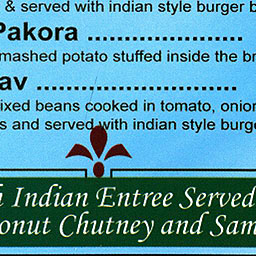 & served with indian style burger b
Pakora ........................
mashed potato stuffed inside the br
av ........................
ixed beans cooked in tomato, onion
s and served with indian style burge
Indian Entree Served
onut Chutney and Sam